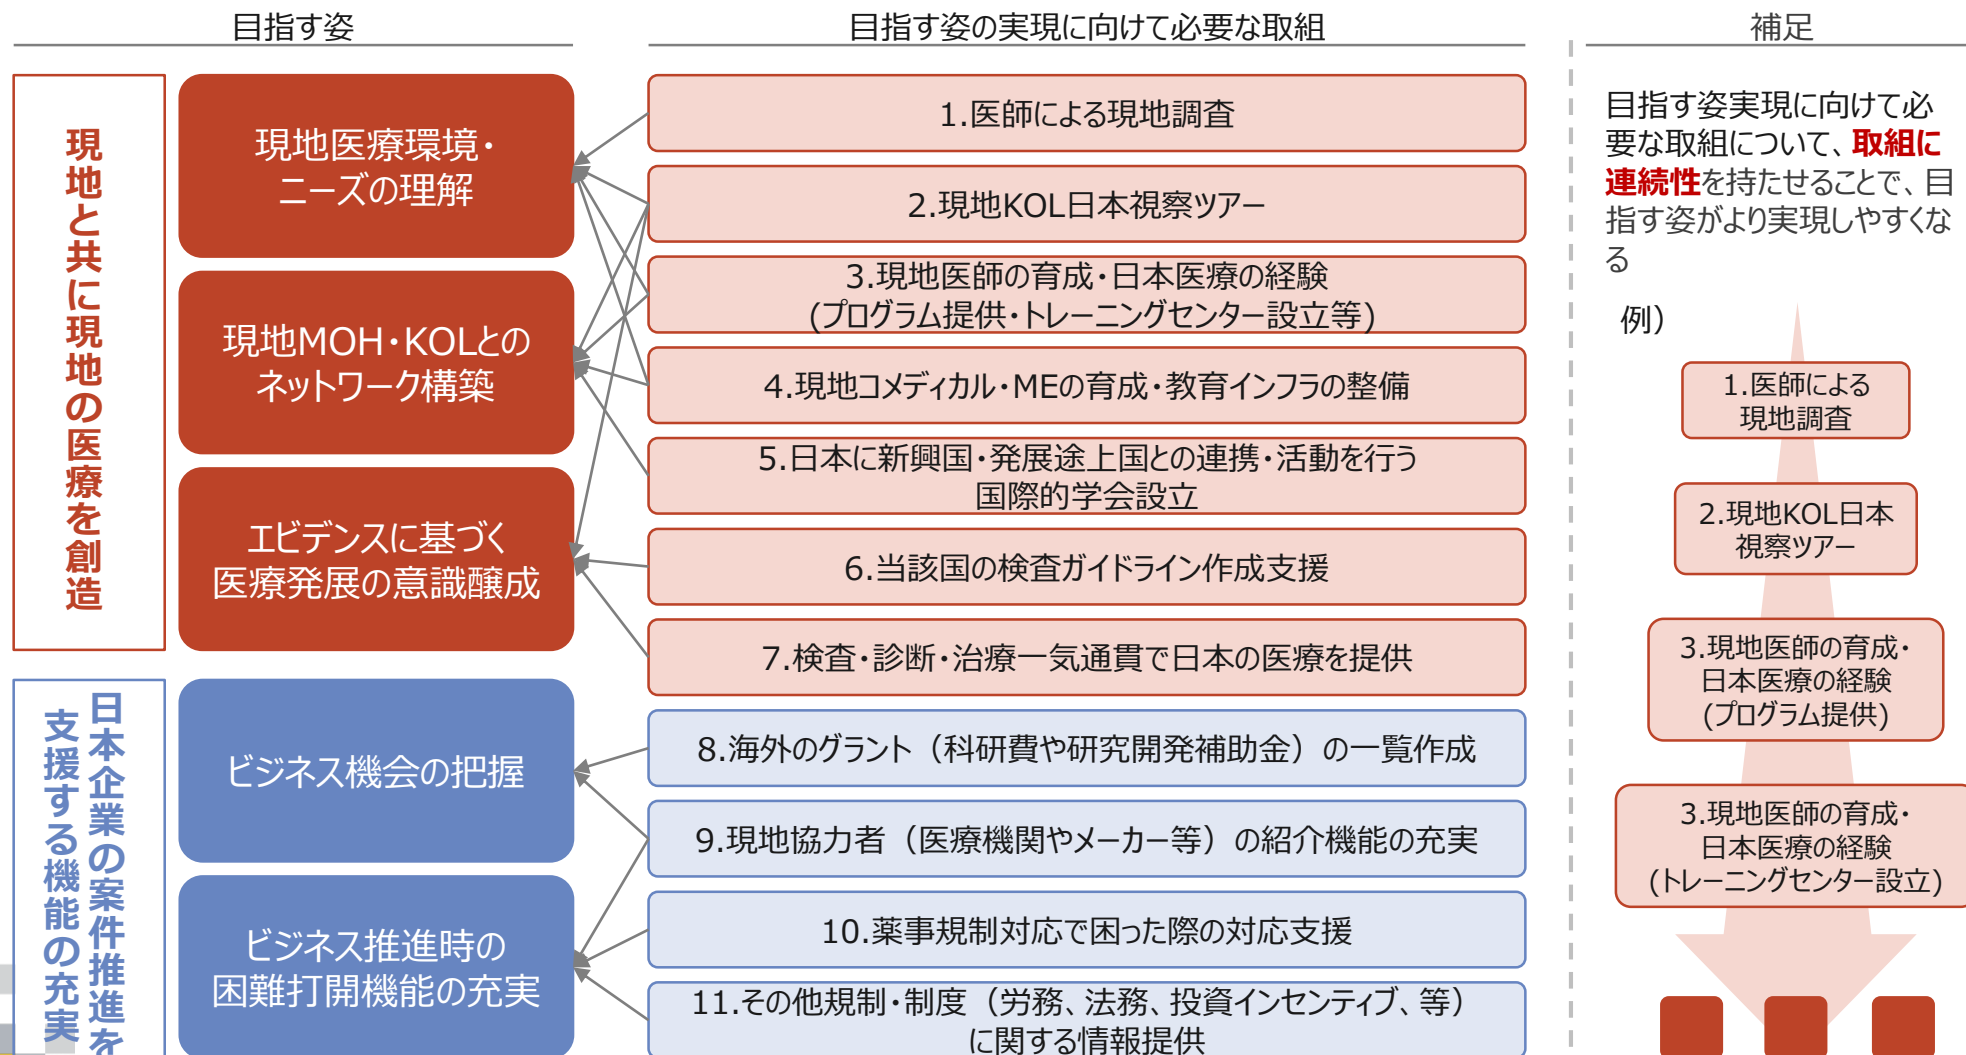 目指す姿
目指す姿の実現に向けて必要な取組
補足
現地と共に現地の医療を創造
現地医療環境・
ニーズの理解
現地MOH・KOLとの
ネットワーク構築
エビデンスに基づく
医療発展の意識醸成
1.医師による現地調査
2.現地KOL日本視察ツアー
3.現地医師の育成・日本医療の経験
(プログラム提供・トレーニングセンター設立等)
4.現地コメディカル・MEの育成・教育インフラの整備
5.日本に新興国・発展途上国との連携・活動を行う
国際的学会設立
6.当該国の検査ガイドライン作成支援
7.検査・診断・治療一気通貫で日本の医療を提供
日本企業の案件推進を
支援する機能の充実
ビジネス機会の把握
ビジネス推進時の
困難打開機能の充実
8.海外のグラント（科研費や研究開発補助金）の一覧作成
9.現地協力者（医療機関やメーカー等）の紹介機能の充実
10.薬事規制対応で困った際の対応支援
11.その他規制・制度（労務、法務、投資インセンティブ、等）
に関する情報提供
目指す姿実現に向けて必
要な取組について、取組に
連続性を持たせることで、目
指す姿がより実現しやすくな
る
例）
1.医師による
現地調査
2.現地KOL日本
視察ツアー
3.現地医師の育成・
日本医療の経験
(プログラム提供)
3.現地医師の育成・
日本医療の経験
(トレーニングセンター設立)